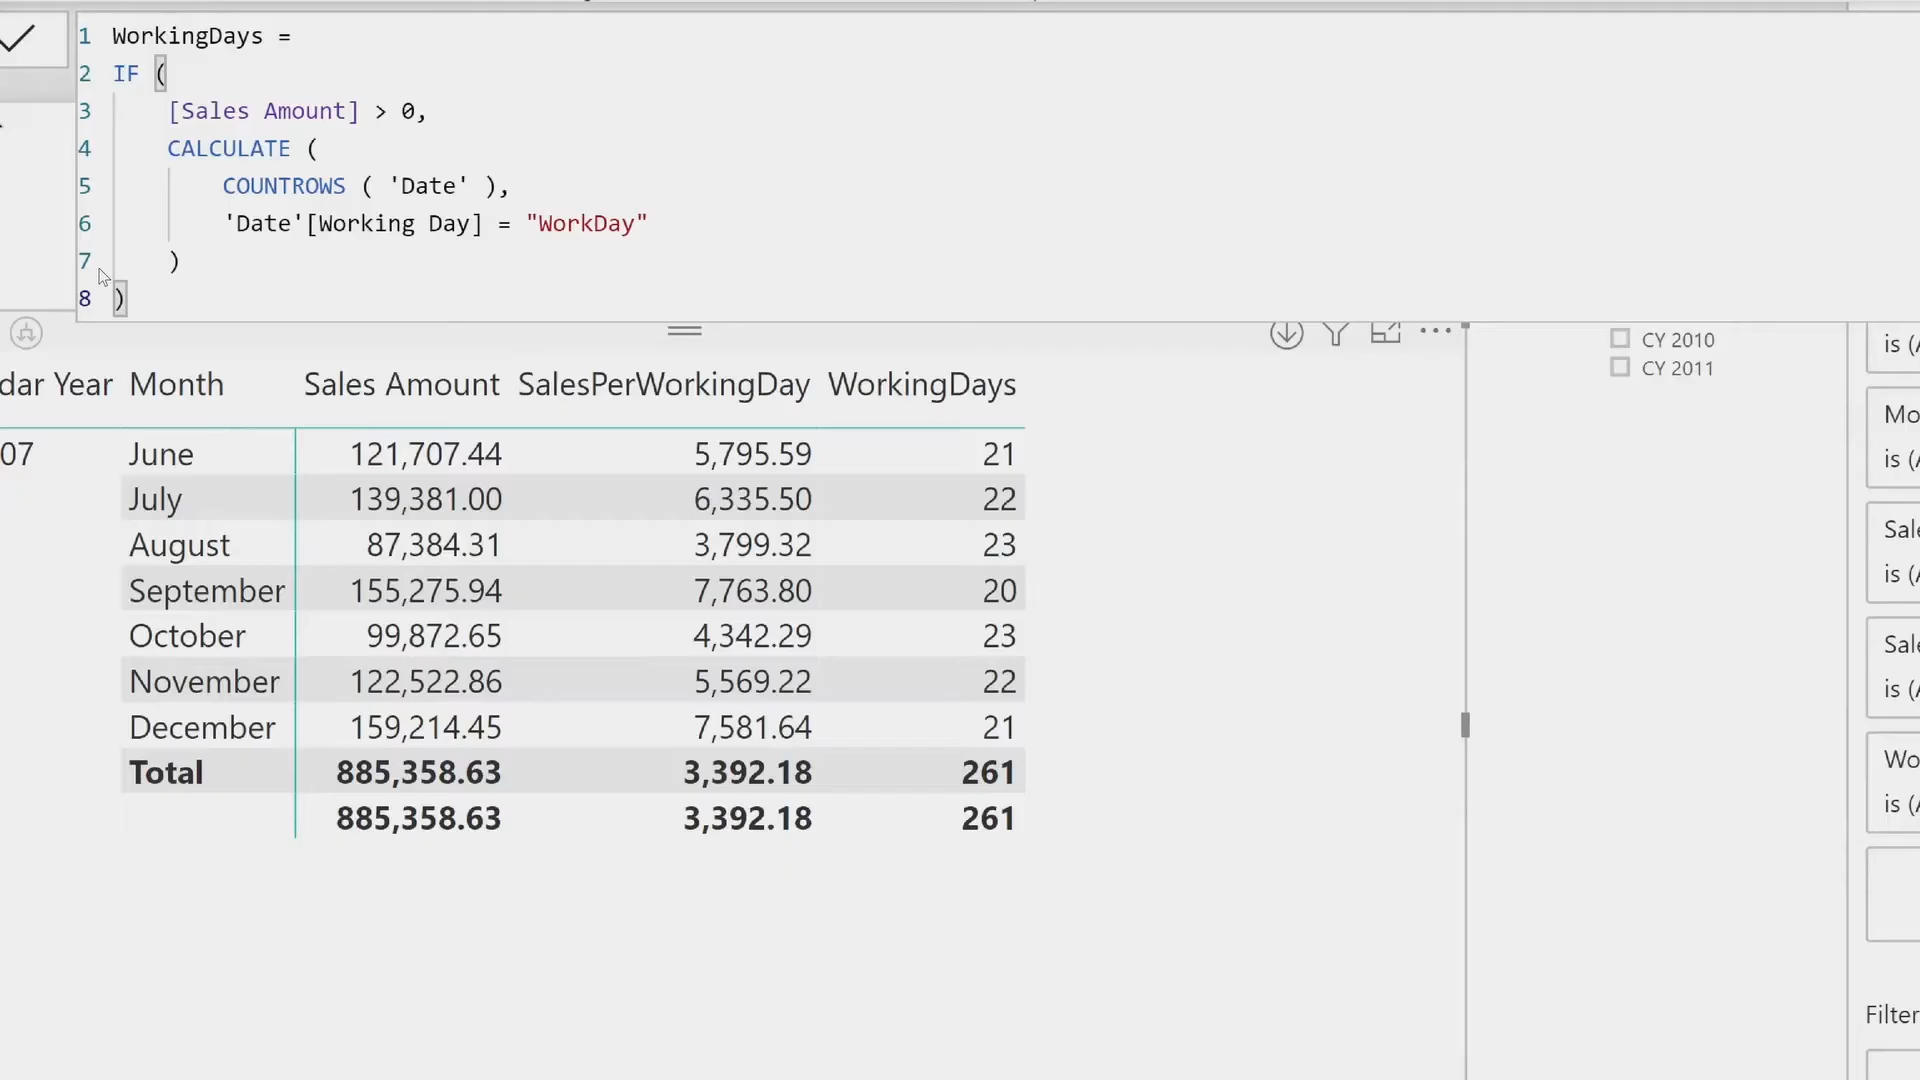 1 WorkingDays =
2 IF (
3 [Sales Amount] > 0,
4 CALCULATE (
5 COUNTROWS ( 'Date' ),
6 'Date'[Working Day] = "WorkDay"
7 )
8 )
CY 2010
CY 2011
dar Year Month Sales Amount SalesPerWorkingDay WorkingDays
07 June 121,707.44 5,795.59 21
July 139,381.00 6,335.50 22
August 87,384.31 3,799.32 23
September 155,275.94 7,763.80 20
October 99,872.65 4,342.29 23
November 122,522.86 5,569.22 22
December 159,214.45 7,581.64 21
Total 885,358.63 3,392.18 261
885,358.63 3,392.18 261
is (A
Mo
is (A
Sale
is (A
Sale
is (A
Wo
is (A
Filter